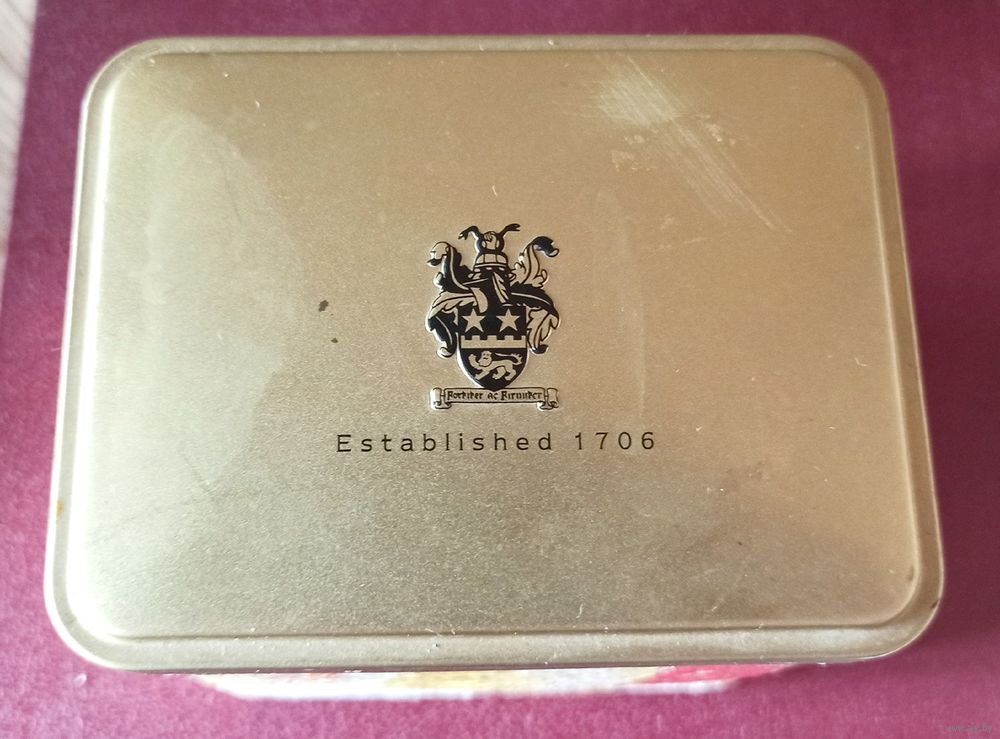 Fortiter ac Firmiter
Established 1706